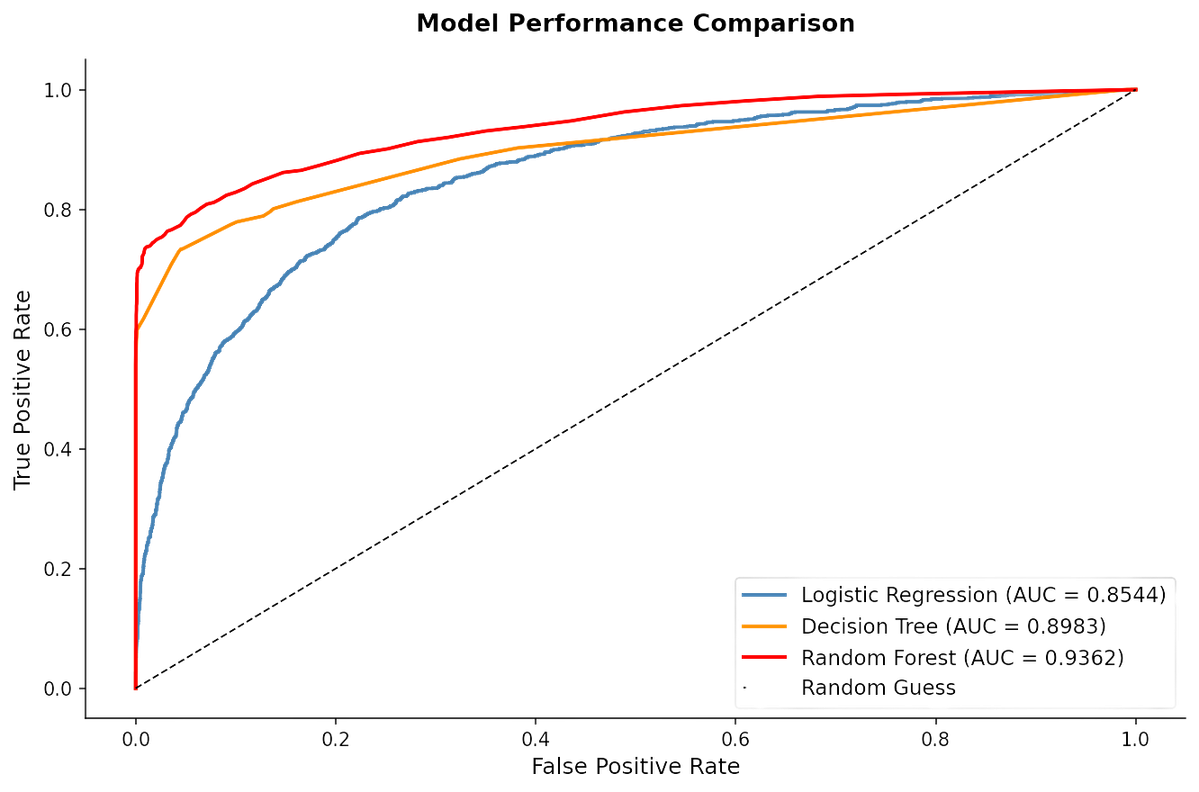 Model Performance Comparison
1.0
0.8
0.6
0.4
0.2
0.0
True Positive Rate
Logistic Regression (AUC = 0.8544)
Decision Tree (AUC = 0.8983)
Random Forest (AUC = 0.9362)
Random Guess
0.0 0.2 0.4 0.6 0.8 1.0
False Positive Rate